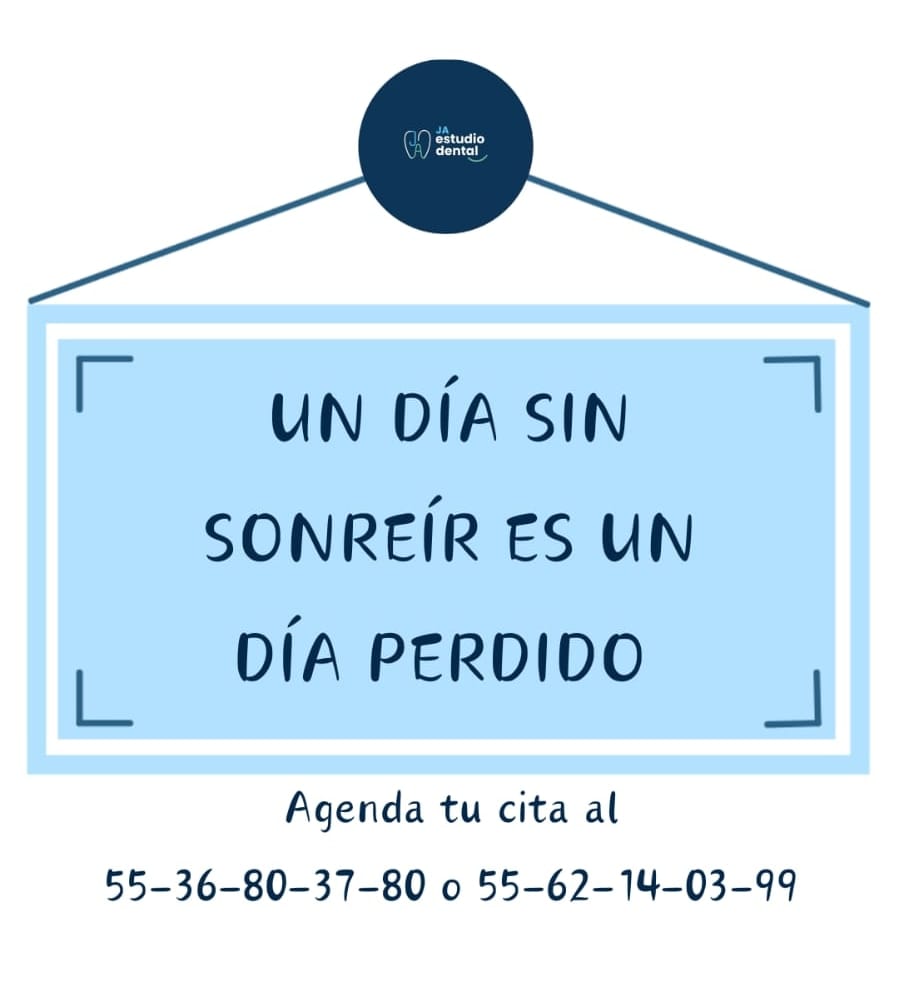 JA
estudio
dental
UN DÍA SIN
SONREÍR ES UN
DÍA PERDIDO
Agenda tu cita al
55-36-80-37-80 o 55-62-14-03-99